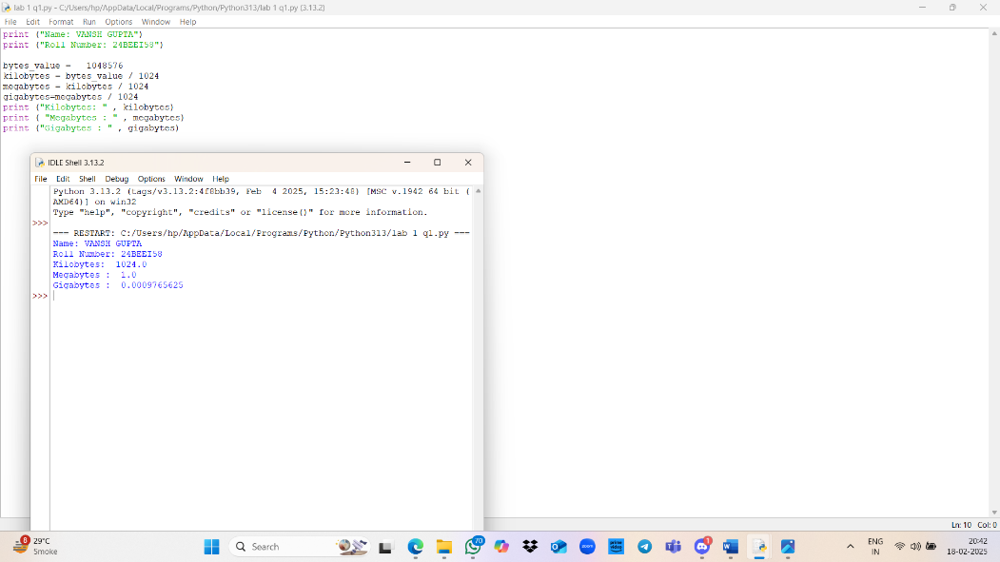 lab 1 q1.py - C:/Users/hp/AppData/Local/Programs/Python/Python313/lab 1 q1.py (3.13.2)
File Edit Format Run Options Window Help
print ("Name: VANSH GUPTA")
print ("Roll Number: 24BEEI58")
bytes_value =   1048576
kilobytes = bytes_value / 1024
megabytes = kilobytes / 1024
gigabytes=megabytes / 1024
print ("Kilobytes: " , kilobytes)
print ( "Megabytes : " , megabytes)
print ("Gigabytes : " , gigabytes)
IDLE Shell 3.13.2
File Edit Shell Debug Options Window Help
Python 3.13.2 (tags/v3.13.2:4f8bb39, Feb  4 2025, 15:23:48) [MSC v.1942 64 bit (
AMD64)] on win32
Type "help", "copyright", "credits" or "license()" for more information.
>>>
=== RESTART: C:/Users/hp/AppData/Local/Programs/Python/Python313/lab 1 q1.py ===
Name: VANSH GUPTA
Roll Number: 24BEEI58
Kilobytes:  1024.0
Megabytes :  1.0
Gigabytes :  0.0009765625
>>>
Ln: 10 Col: 0
8
29°C
Smoke
Search
70
zoom
prime video
1
ENG
IN
20:42
18-02-2025